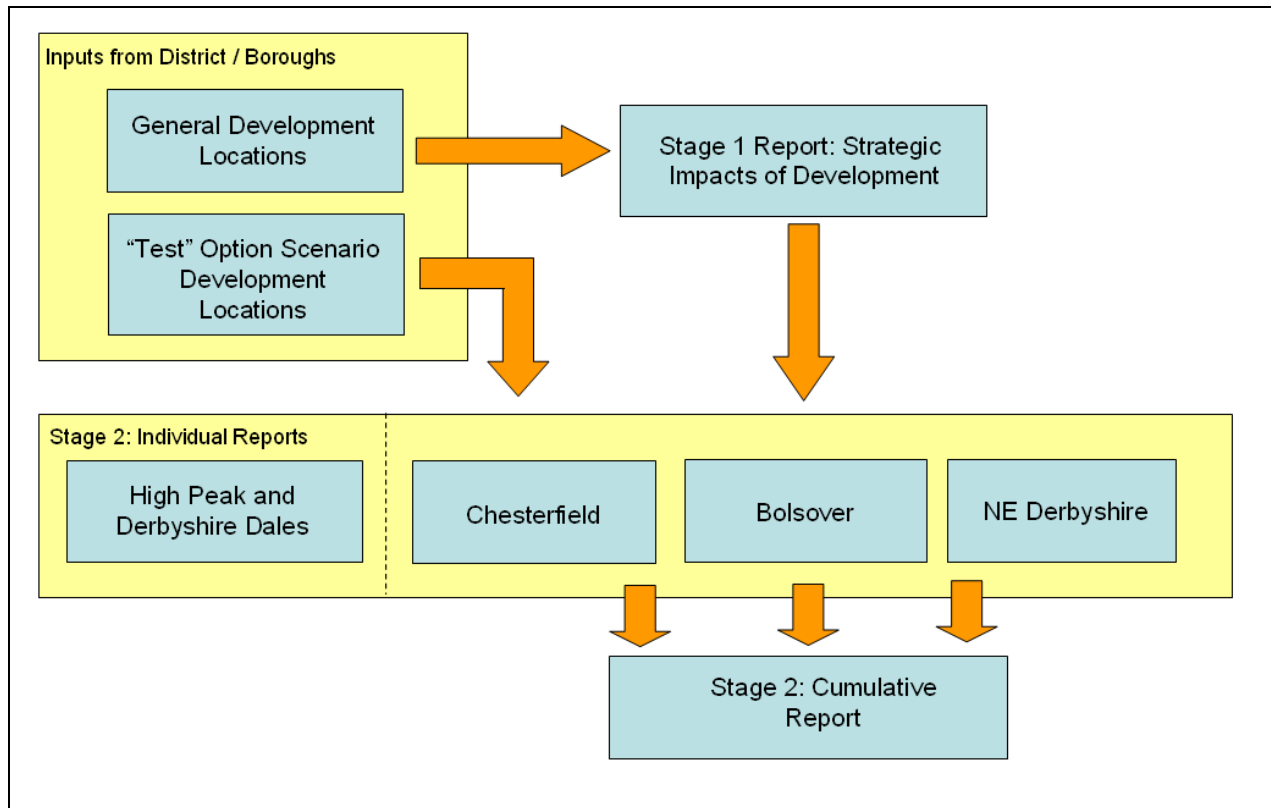 Inputs from District / Boroughs
General Development
Locations
“Test” Option Scenario
Development
Locations
Stage 1 Report: Strategic
Impacts of Development
Stage 2: Individual Reports
High Peak and
Derbyshire Dales
Chesterfield
Bolsover
NE Derbyshire
Stage 2: Cumulative
Report